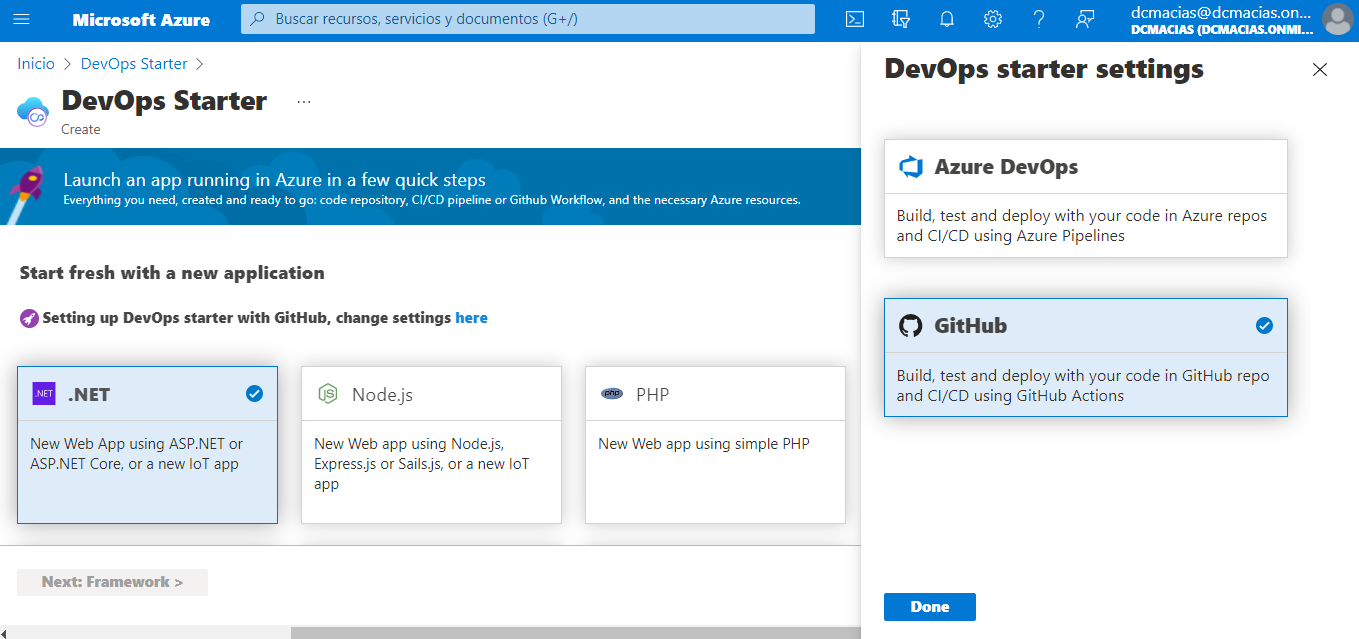 Microsoft Azure
Buscar recursos, servicios y documentos (G+/)
dcmacias@dcmacias.on...
DCMACIAS (DCMACIAS.ONMI...
Inicio > DevOps Starter >
DevOps Starter ...
Create
Launch an app running in Azure in a few quick steps
Everything you need, created and ready to go: code repository, CI/CD pipeline or Github Workflow, and the necessary Azure resources.
Start fresh with a new application
Setting up DevOps starter with GitHub, change settings here
.NET
.NET
New Web App using ASP.NET or
ASP.NET Core, or a new IoT app
JS
Node.js
New Web app using Node.js,
Express.js or Sails.js, or a new IoT
app
php
PHP
New Web app using simple PHP
Next: Framework >
DevOps starter settings
Azure DevOps
Build, test and deploy with your code in Azure repos
and CI/CD using Azure Pipelines
GitHub
Build, test and deploy with your code in GitHub repo
and CI/CD using GitHub Actions
Done